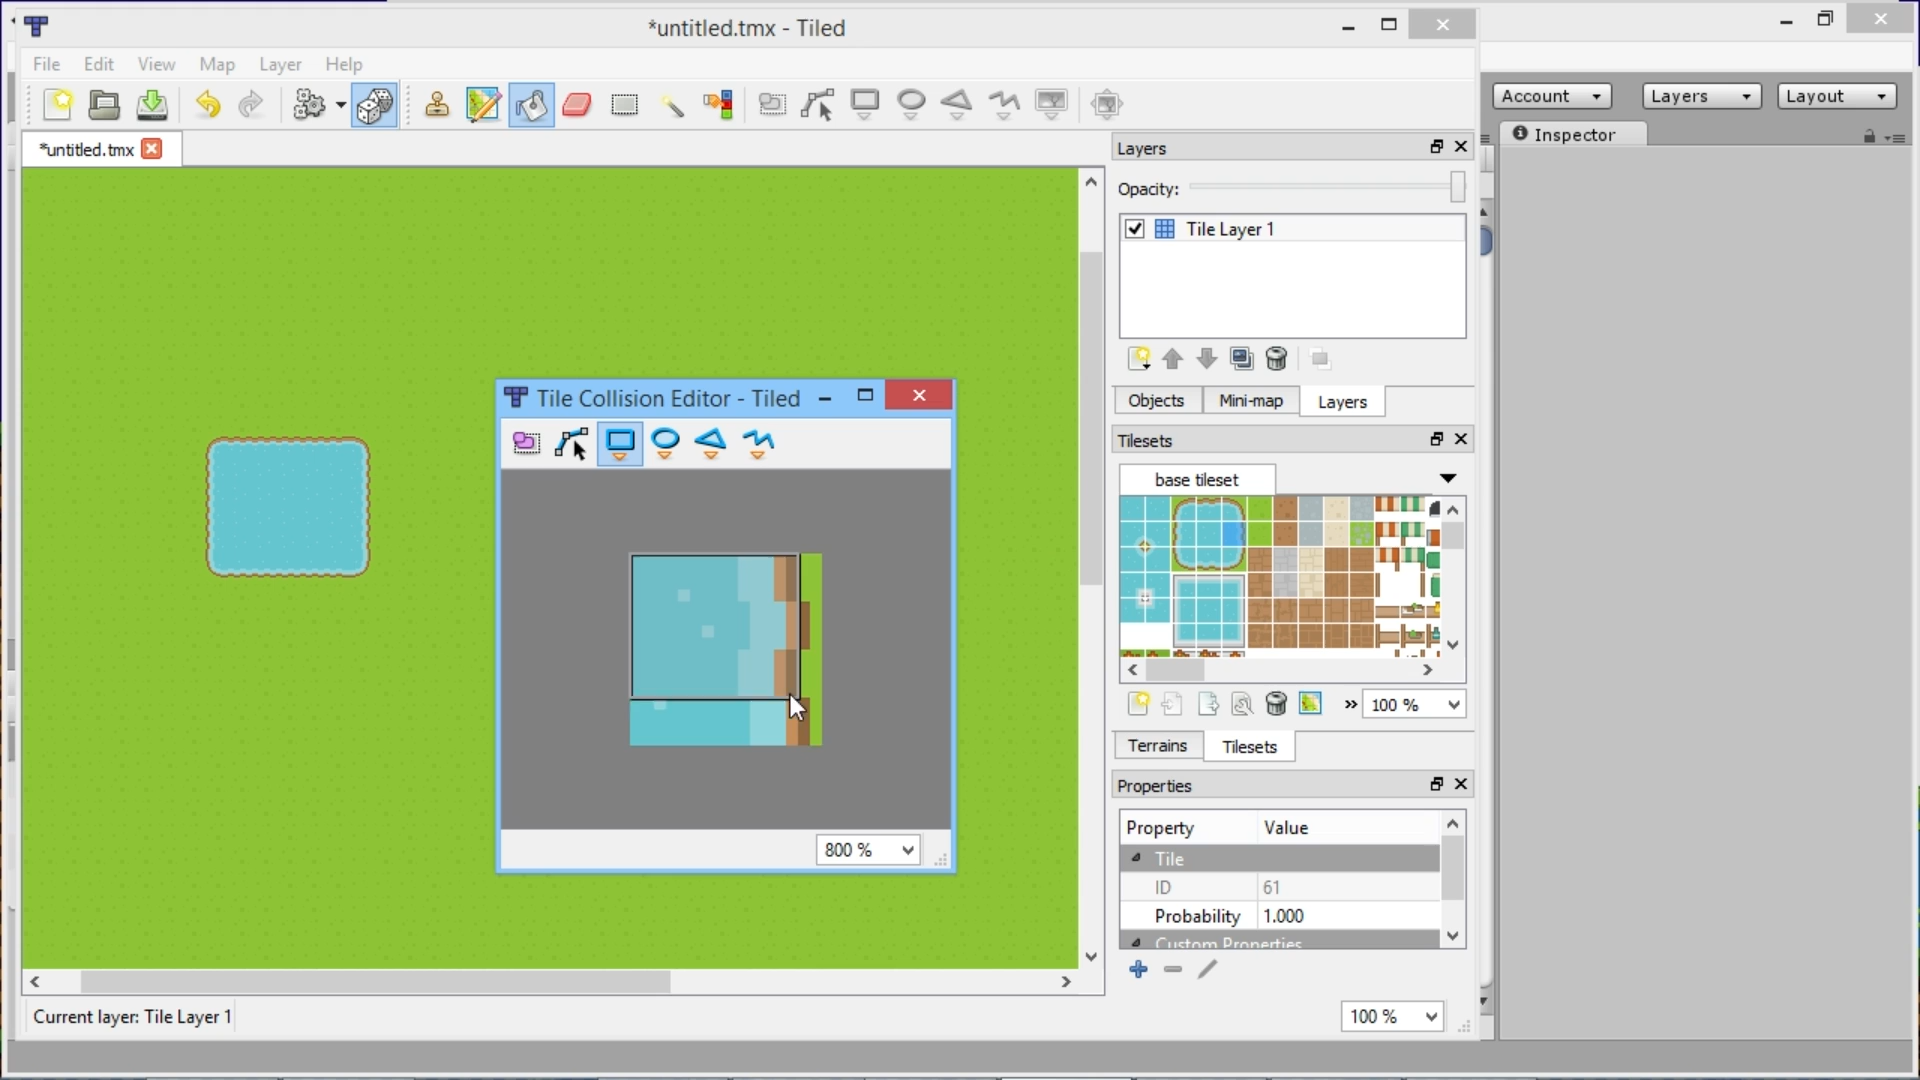 *untitled.tmx - Tiled
File Edit View Map Layer Help
Account Layers Layout
*untitled.tmx
Inspector
Layers
Opacity:
Tile Layer 1
Objects Mini-map Layers
Tile Collision Editor - Tiled
Tilesets
base tileset
100 %
Terrains Tilesets
Properties
Property Value
Tile
800 %
ID 61
Probability 1.000
Custom Properties
Current layer: Tile Layer 1
100 %